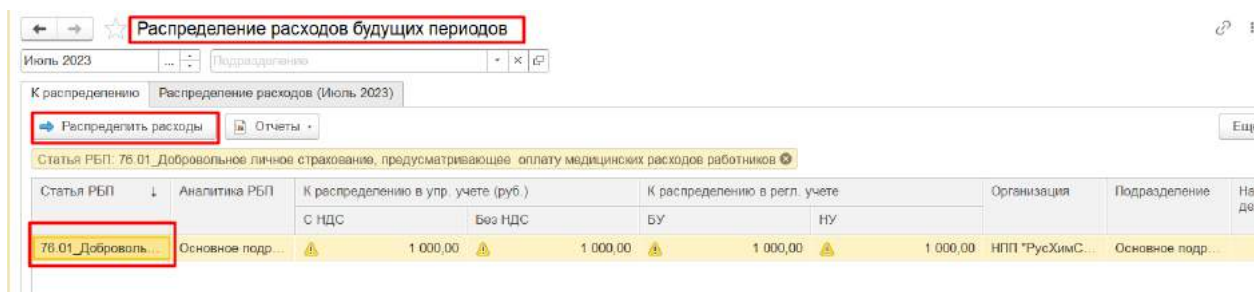 Распределение расходов будущих периодов
Июль 2023 ... Подразделение
К распределению Распределение расходов (Июль 2023)
Распределить расходы Отчеты Ещё
Статья РБП: 76.01_Добровольное личное страхование, предусматривающее оплату медицинских расходов работников
Статья РБП ↓ Аналитика РБП К распределению в упр. учете (руб.) К распределению в регл. учете Организация Подразделение На
С НДС Без НДС БУ НУ де
76.01_Доброволь... Основное подр... 1 000,00 1 000,00 1 000,00 1 000,00 НПП "РусХимС... Основное подр...